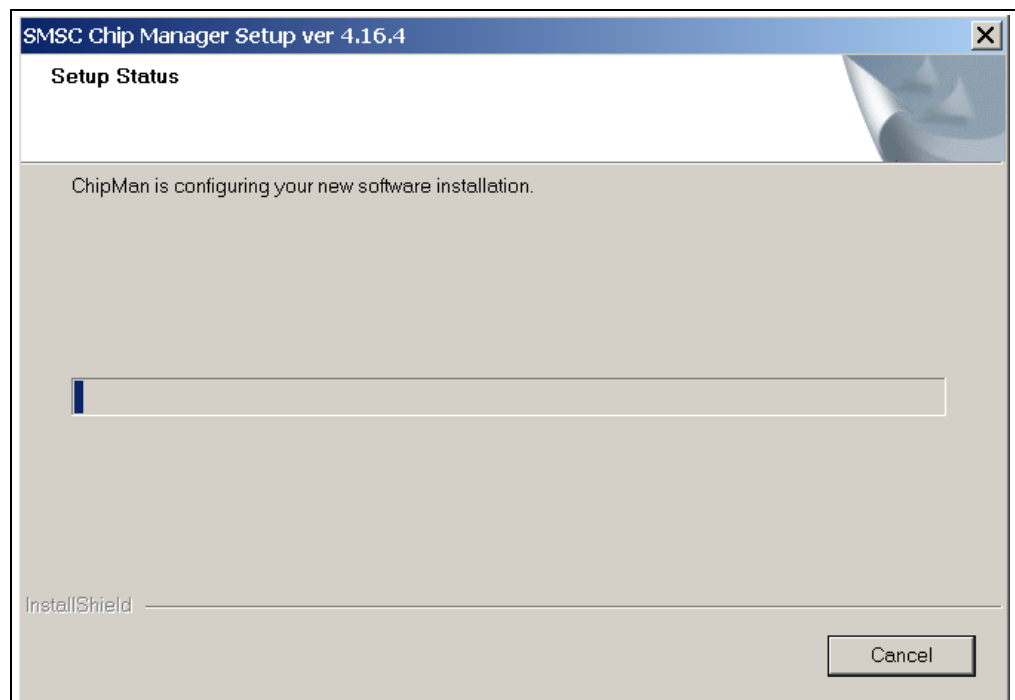 SMSC Chip Manager Setup ver 4.16.4
Setup Status
ChipMan is configuring your new software installation.
InstallShield
Cancel